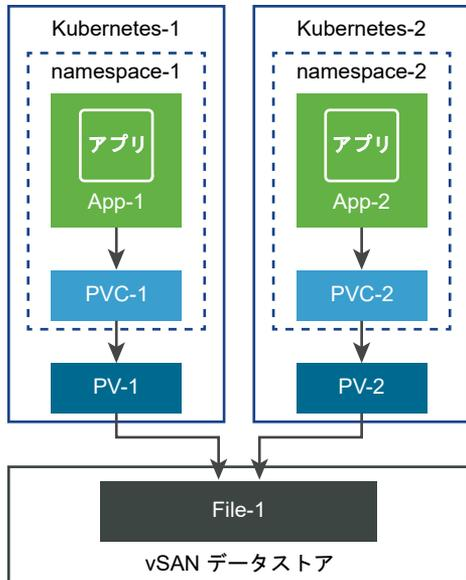 Kubernetes-1
namespace-1
アプリ
App-1
PVC-1
PV-1
Kubernetes-2
namespace-2
アプリ
App-2
PVC-2
PV-2
File-1
vSAN データストア